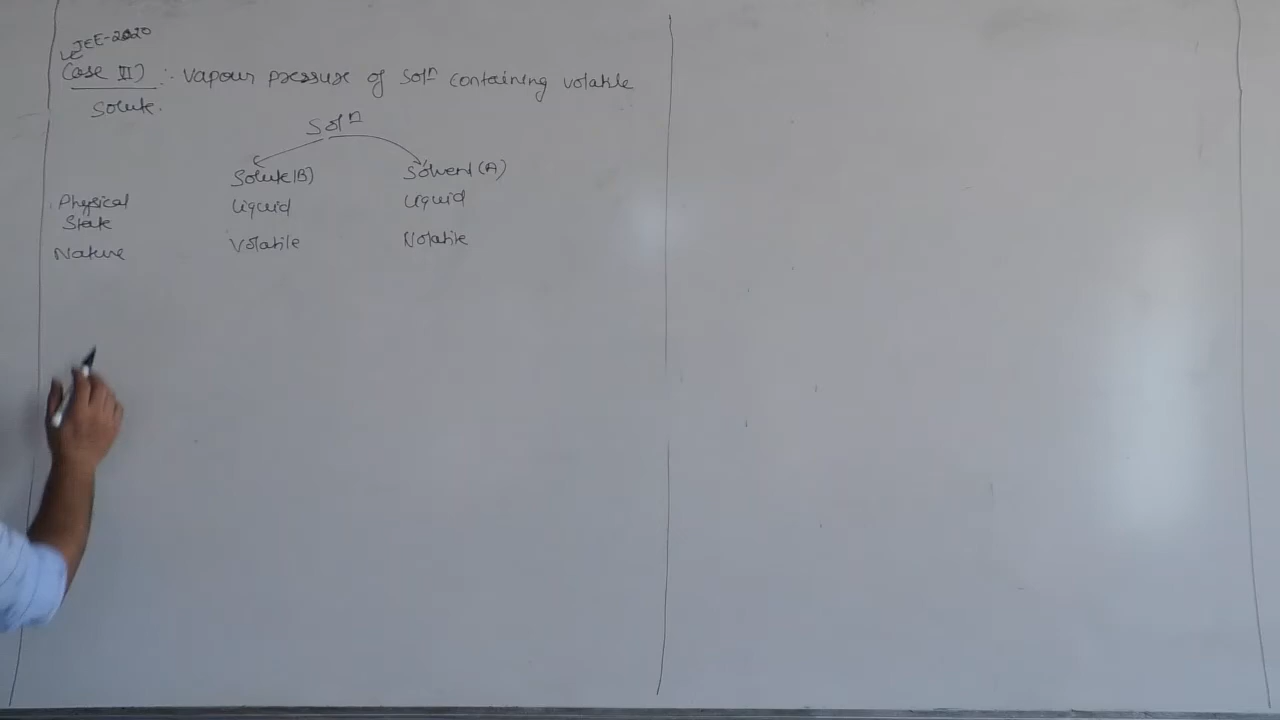 JEE-2020
Case III) :- Vapour pressure of Solⁿ containing volatile
Solute.
Solⁿ
Solute(B) Solvent(A)
Physical State Liquid Liquid
Nature Volatile Volatile